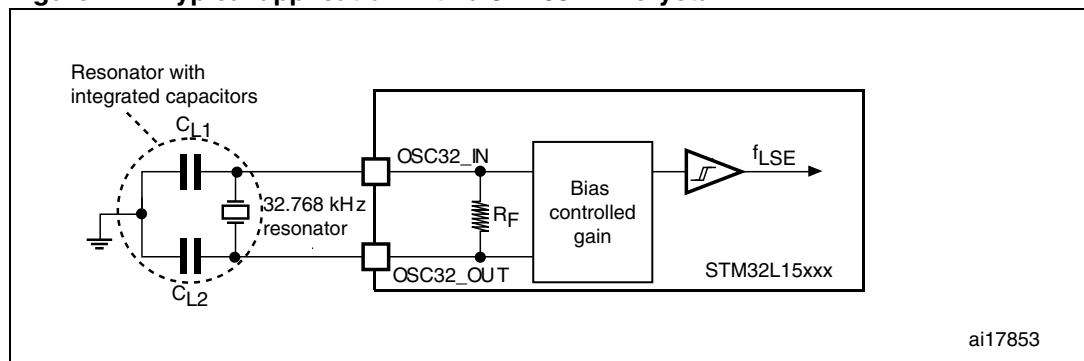 Resonator with
integrated capacitors
CL1
OSC32_IN
fLSE
32.768 kHz
resonator
RF
Bias
controlled
gain
OSC32_OUT
STM32L15xxx
CL2
ai17853